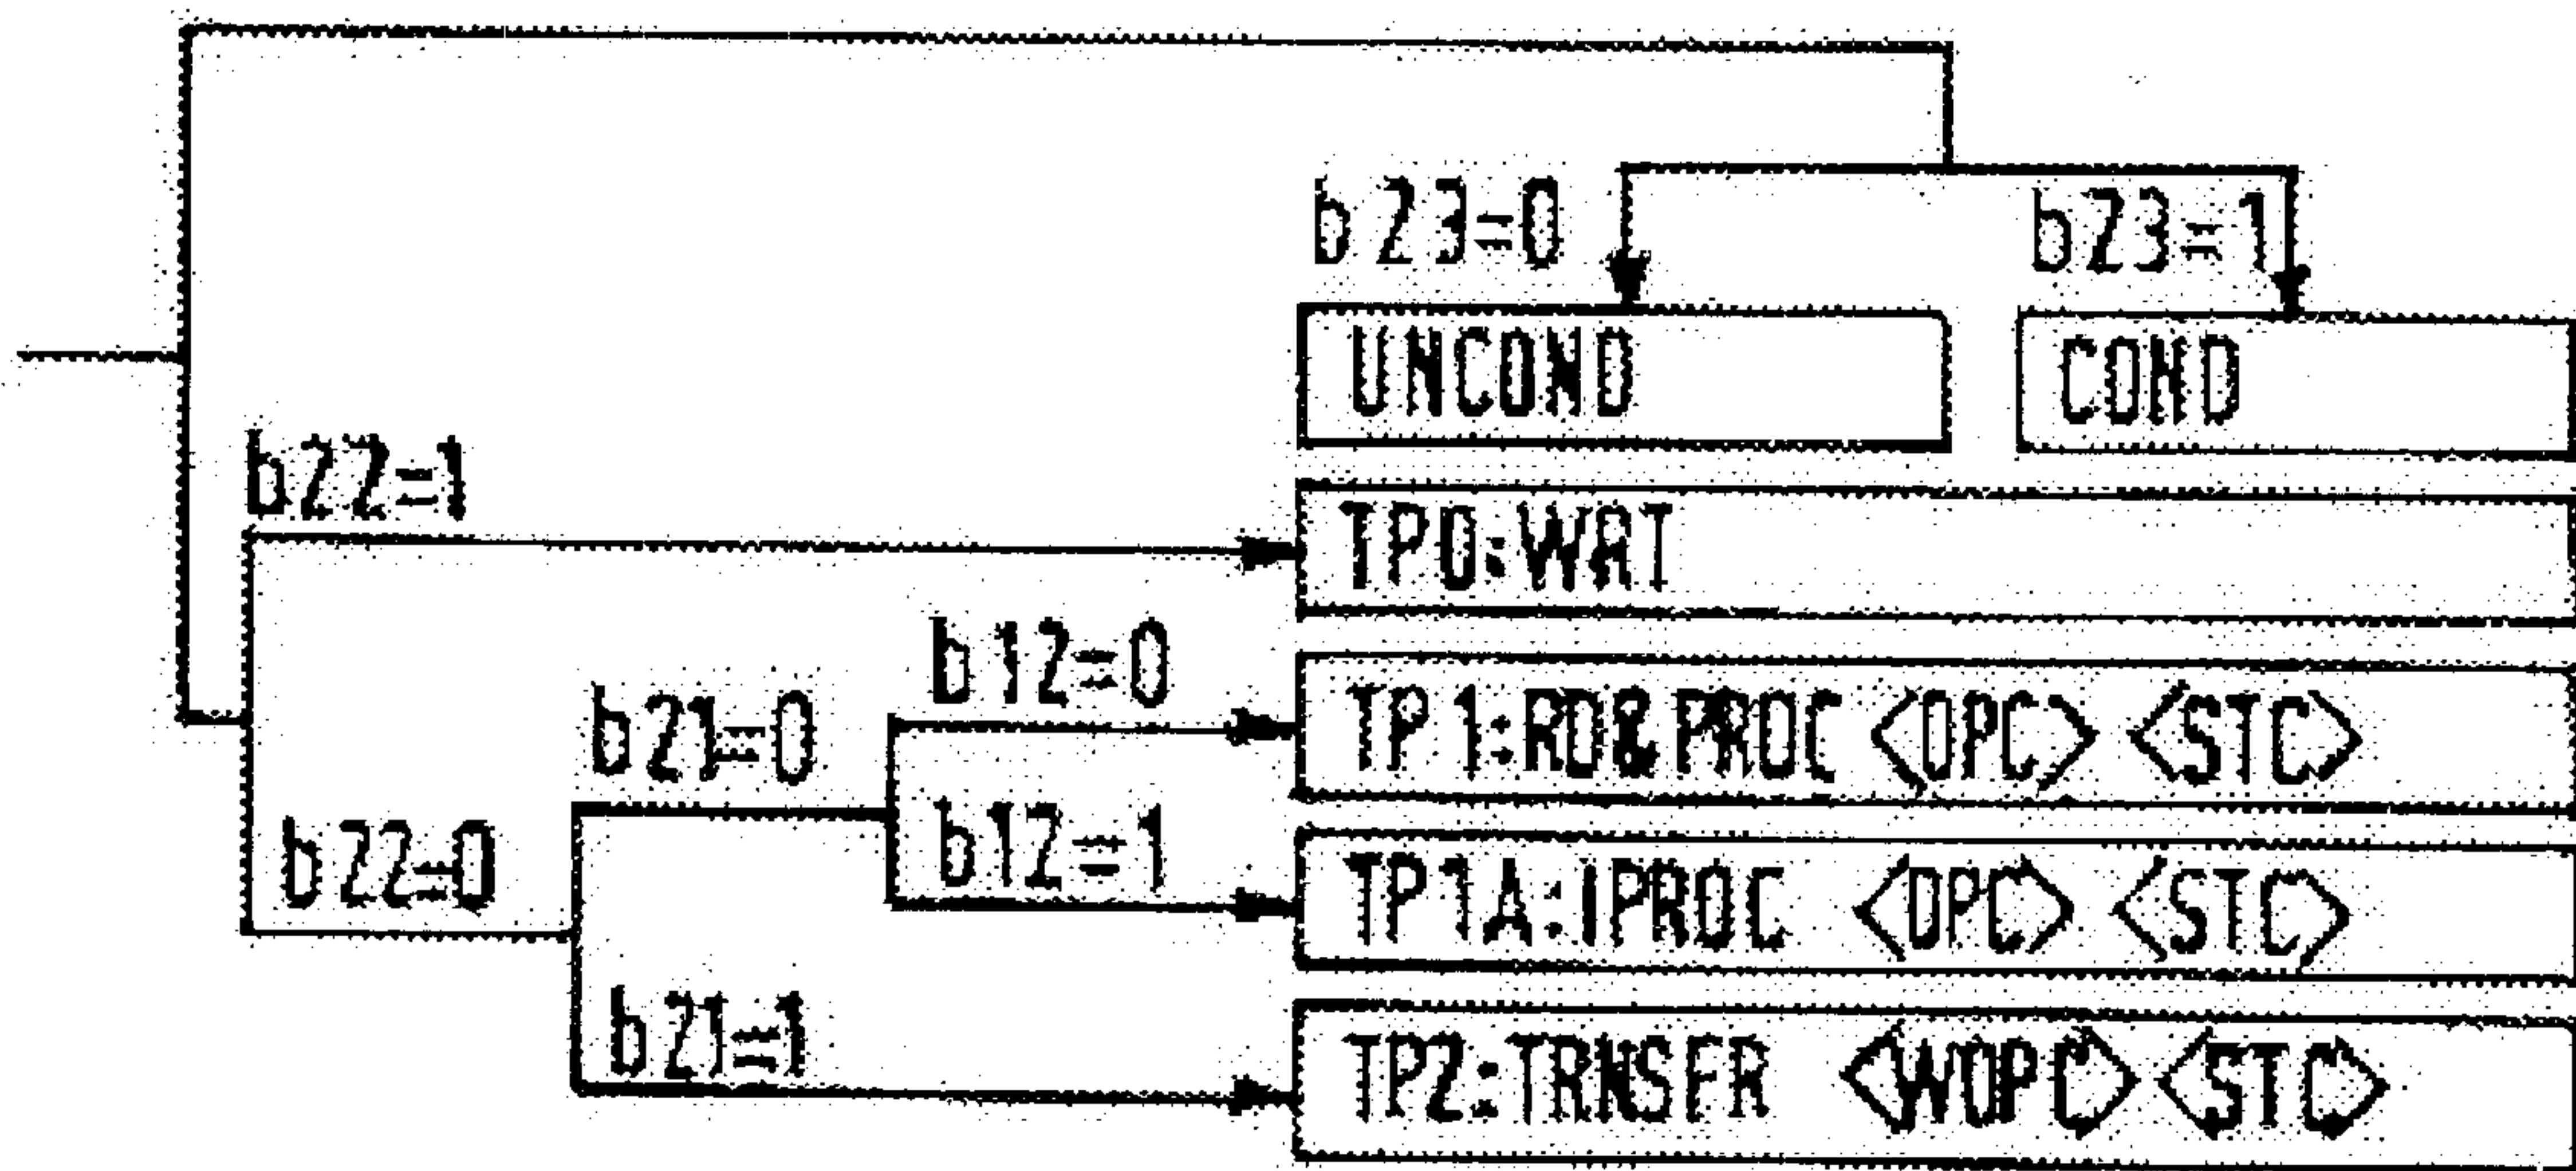 b23=0
b23=1
UNCOND
COND
b22=1
TP0:WAT
b12=0
b21=0
TP1:RD&PROC <OPC> <STC>
b12=1
b22=0
TP1A:IPROC <OPC> <STC>
b21=1
TP2:TRNSFR <WOPC> <STC>